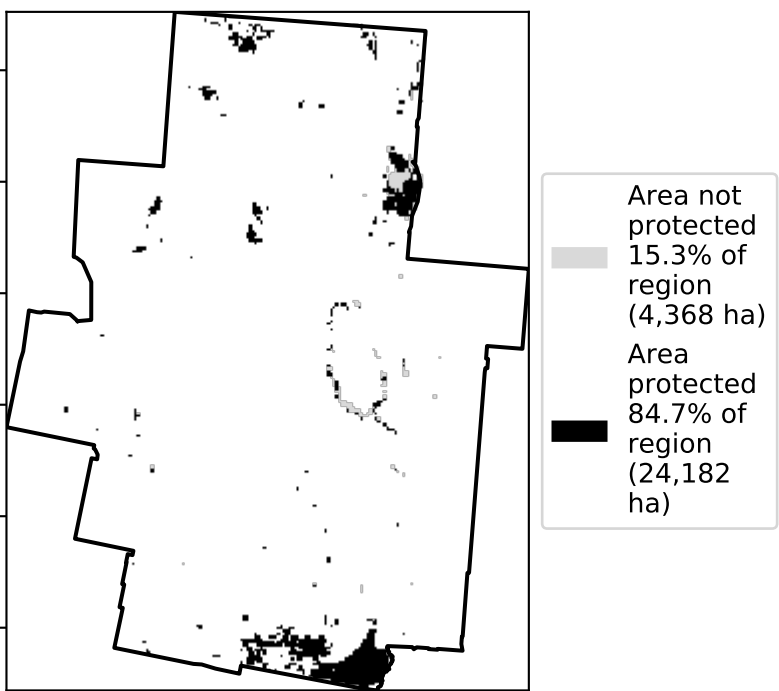 Area not
protected
15.3% of
region
(4,368 ha)
Area
protected
84.7% of
region
(24,182
ha)